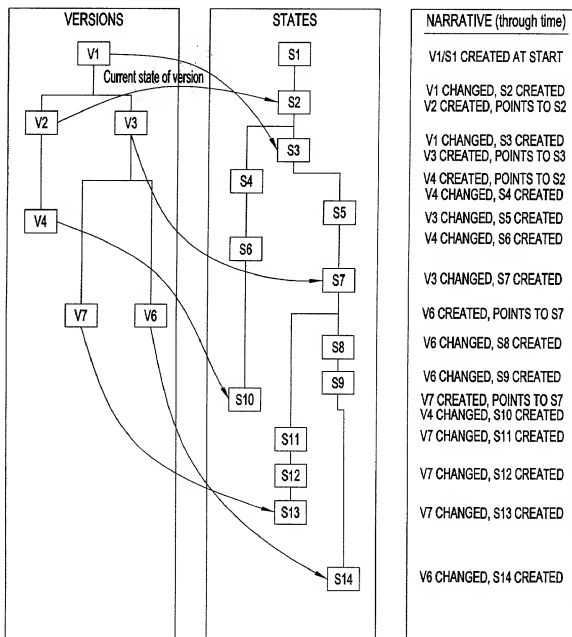 VERSIONS
V1
Current state of version
V2
V3
V4
V7
V6
STATES
S1
S2
S3
S4
S5
S6
S7
S8
S9
S10
S11
S12
S13
S14
NARRATIVE (through time)
V1/S1 CREATED AT START
V1 CHANGED, S2 CREATED
V2 CREATED, POINTS TO S2
V1 CHANGED, S3 CREATED
V3 CREATED, POINTS TO S3
V4 CREATED, POINTS TO S2
V4 CHANGED, S4 CREATED
V3 CHANGED, S5 CREATED
V4 CHANGED, S6 CREATED
V3 CHANGED, S7 CREATED
V6 CREATED, POINTS TO S7
V6 CHANGED, S8 CREATED
V6 CHANGED, S9 CREATED
V7 CREATED, POINTS TO S7
V4 CHANGED, S10 CREATED
V7 CHANGED, S11 CREATED
V7 CHANGED, S12 CREATED
V7 CHANGED, S13 CREATED
V6 CHANGED, S14 CREATED